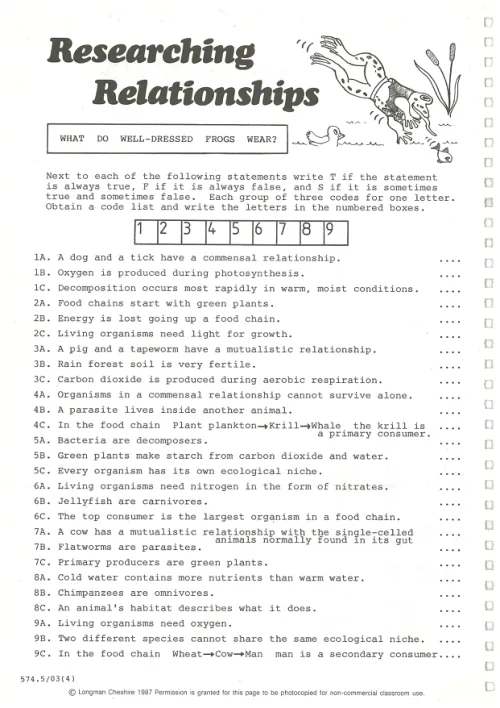 Researching
Relationships
WHAT DO WELL-DRESSED FROGS WEAR?
Next to each of the following statements write T if the statement
is always true, F if it is always false, and S if it is sometimes
true and sometimes false. Each group of three codes for one letter.
Obtain a code list and write the letters in the numbered boxes.
1 2 3 4 5 6 7 8 9
1A. A dog and a tick have a commensal relationship. ....
1B. Oxygen is produced during photosynthesis. ....
1C. Decomposition occurs most rapidly in warm, moist conditions. ....
2A. Food chains start with green plants. ....
2B. Energy is lost going up a food chain. ....
2C. Living organisms need light for growth. ....
3A. A pig and a tapeworm have a mutualistic relationship. ....
3B. Rain forest soil is very fertile. ....
3C. Carbon dioxide is produced during aerobic respiration. ....
4A. Organisms in a commensal relationship cannot survive alone. ....
4B. A parasite lives inside another animal. ....
4C. In the food chain Plant plankton→Krill→Whale the krill is ....
a primary consumer.
5A. Bacteria are decomposers. ....
5B. Green plants make starch from carbon dioxide and water. ....
5C. Every organism has its own ecological niche. ....
6A. Living organisms need nitrogen in the form of nitrates. ....
6B. Jellyfish are carnivores. ....
6C. The top consumer is the largest organism in a food chain. ....
7A. A cow has a mutualistic relationship with the single-celled ....
animals normally found in its gut
7B. Flatworms are parasites. ....
7C. Primary producers are green plants. ....
8A. Cold water contains more nutrients than warm water. ....
8B. Chimpanzees are omnivores. ....
8C. An animal's habitat describes what it does. ....
9A. Living organisms need oxygen. ....
9B. Two different species cannot share the same ecological niche. ....
9C. In the food chain Wheat→Cow→Man man is a secondary consumer....
574.5/03(4)
© Longman Cheshire 1987 Permission is granted for this page to be photocopied for non-commercial classroom use.